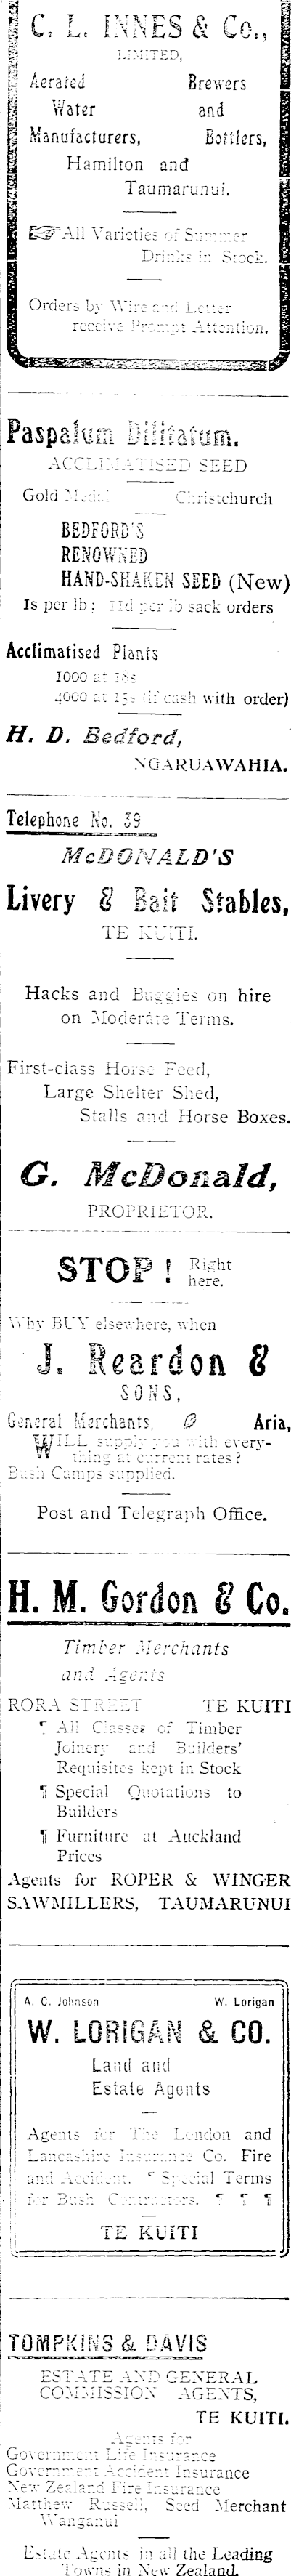 C. L. INNES & Co.,
LIMITED,
Aerated Brewers
Water and
Manufacturers, Bottlers,
Hamilton and
Taumarunui.
All Varieties of Summer
Drinks in Stock.
Orders by Wire and Letter
receive Prompt Attention.
Paspalum Dilitatum.
ACCLIMATISED SEED
Gold Medal Christchurch
BEDFORD'S
RENOWNED
HAND-SHAKEN SEED (New)
1s per lb; 11d per lb sack orders
Acclimatised Plants
1000 at 18s
4000 at 15s (if cash with order)
H. D. Bedford,
NGARUAWAHIA.
Telephone No. 39
McDONALD'S
Livery & Bait Stables,
TE KUITI.
Hacks and Buggies on hire
on Moderate Terms.
First-class Horse Feed,
Large Shelter Shed,
Stalls and Horse Boxes.
G. McDonald,
PROPRIETOR.
STOP! Right
here.
Why BUY elsewhere, when
J. Reardon &
SONS,
General Merchants, Aria,
WILL supply you with every-
thing at current rates?
Bush Camps supplied.
Post and Telegraph Office.
H. M. Gordon & Co.
Timber Merchants
and Agents
RORA STREET TE KUITI
¶ All Classes of Timber
Joinery and Builders'
Requisites kept in Stock
¶ Special Quotations to
Builders
¶ Furniture at Auckland
Prices
Agents for ROPER & WINGER
SAWMILLERS, TAUMARUNUI
A. C. Johnson W. Lorigan
W. LORIGAN & CO.
Land and
Estate Agents
Agents for The London and
Lancashire Insurance Co. Fire
and Accident. ¶ Special Terms
for Bush Contractors. ¶ ¶ ¶
TE KUITI
TOMPKINS & DAVIS
ESTATE AND GENERAL
COMMISSION AGENTS,
TE KUITI.
Agents for
Government Life Insurance
Government Accident Insurance
New Zealand Fire Insurance
Matthew Russell, Seed Merchant
Wanganui
Estate Agents in all the Leading
Towns in New Zealand.